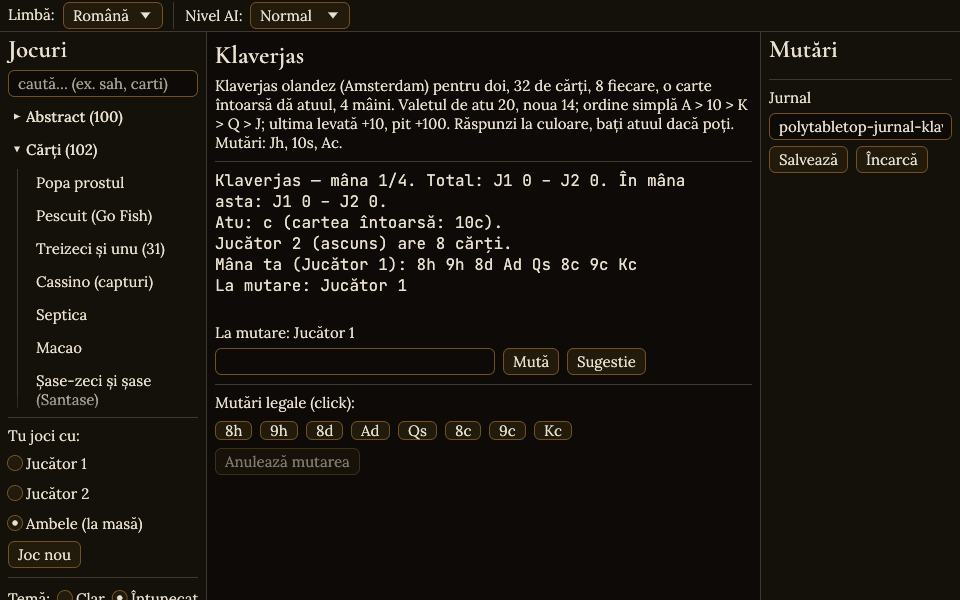 Limbă: Română ▼ Nivel AI: Normal ▼
Jocuri
caută... (ex. sah, carti)
▸ Abstract (100)
▾ Cărți (102)
Popa prostul
Pescuit (Go Fish)
Treizeci și unu (31)
Cassino (capturi)
Septica
Macao
Șase-zeci și șase
(Santase)
Tu joci cu:
Jucător 1
Jucător 2
Ambele (la masă)
Joc nou
Temă: Clar Întunecat
Klaverjas
Klaverjas olandez (Amsterdam) pentru doi, 32 de cărți, 8 fiecare, o carte
întoarsă dă atuul, 4 mâini. Valetul de atu 20, noua 14; ordine simplă A > 10 > K
> Q > J; ultima levată +10, pit +100. Răspunzi la culoare, bați atuul dacă poți.
Mutări: Jh, 10s, Ac.
Klaverjas — mâna 1/4. Total: J1 0 – J2 0. În mâna
asta: J1 0 – J2 0.
Atu: c (cartea întoarsă: 10c).
Jucător 2 (ascuns) are 8 cărți.
Mâna ta (Jucător 1): 8h 9h 8d Ad Qs 8c 9c Kc
La mutare: Jucător 1
La mutare: Jucător 1
Mută Sugestie
Mutări legale (click):
8h 9h 8d Ad Qs 8c 9c Kc
Anulează mutarea
Mutări
Jurnal
polytabletop-jurnal-klav
Salvează Încarcă